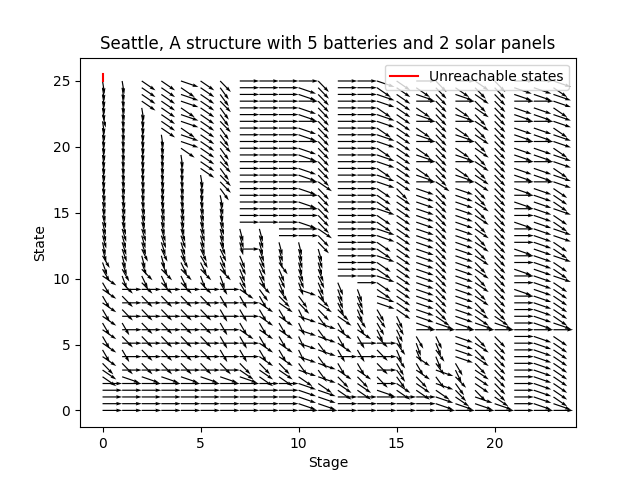 Seattle, A structure with 5 batteries and 2 solar panels
Unreachable states
25
20
15
10
5
0
State
0 5 10 15 20
Stage